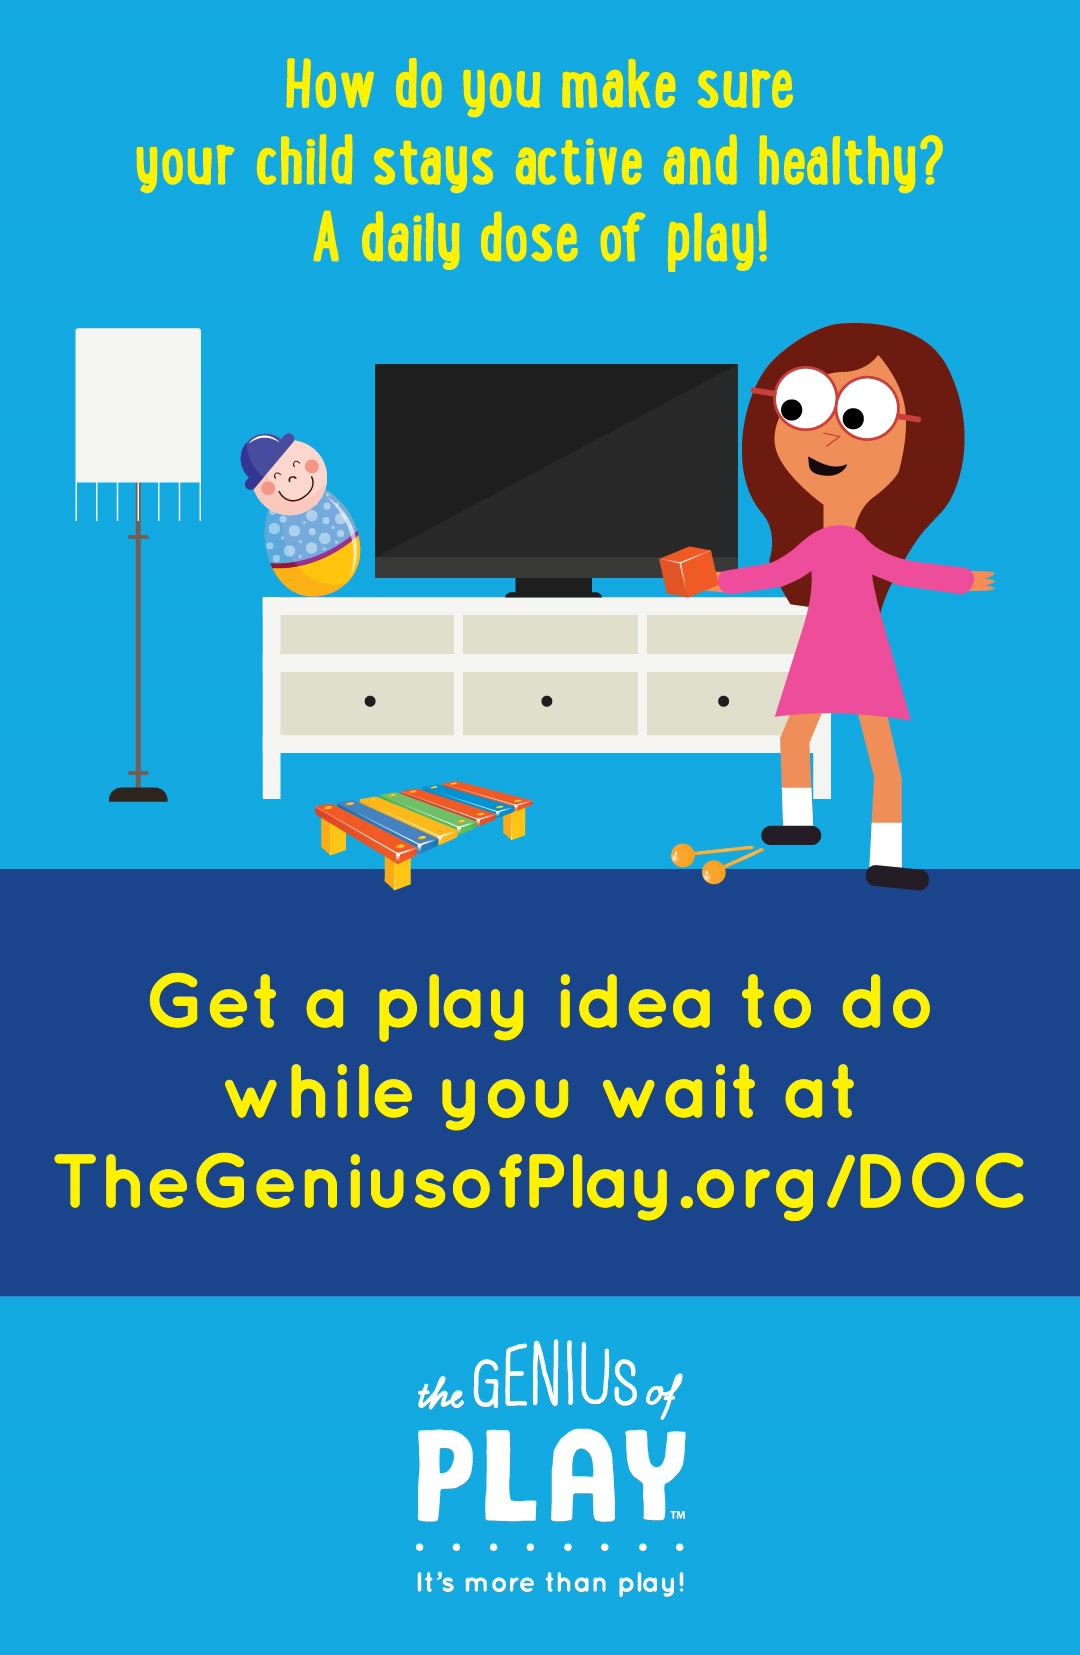 How do you make sure
your child stays active and healthy?
A daily dose of play!
Get a play idea to do
while you wait at
TheGeniusofPlay.org/DOC
the GENIUS of
PLAY™
It's more than play!